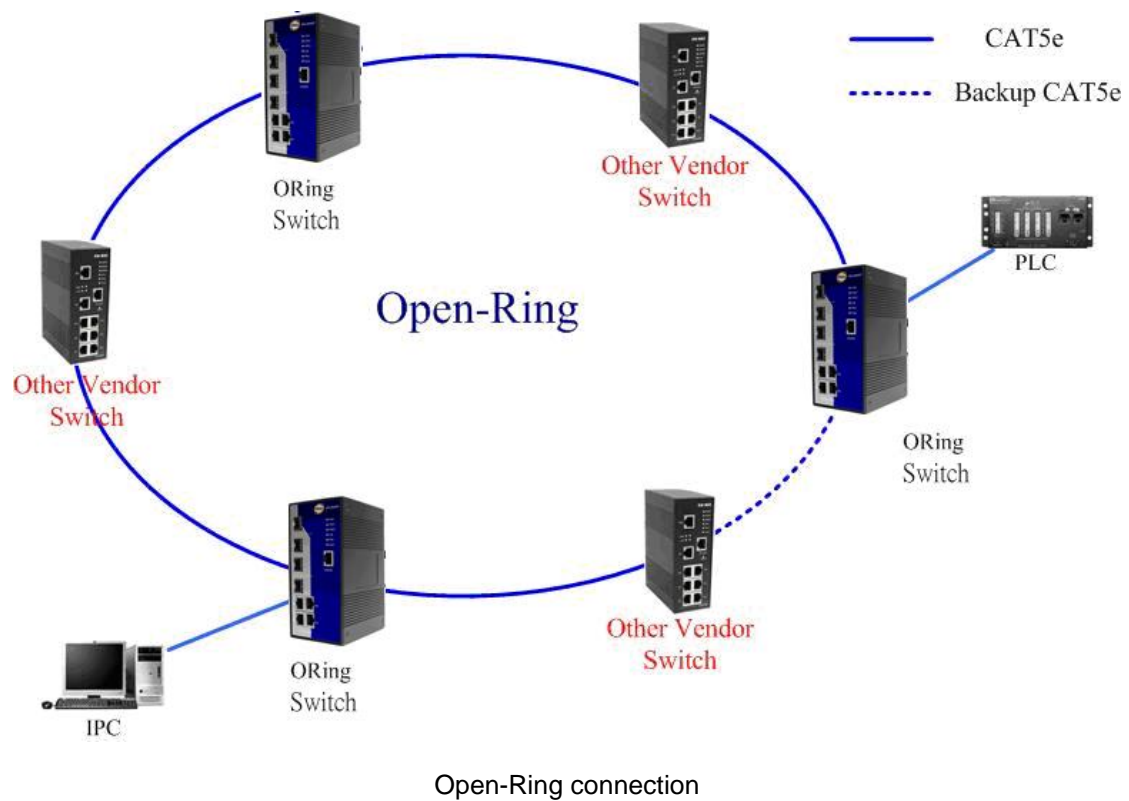 CAT5e
Backup CAT5e
ORing
Switch
Other Vendor
Switch
PLC
Open-Ring
Other Vendor
Switch
ORing
Switch
ORing
Switch
Other Vendor
Switch
IPC
Open-Ring connection